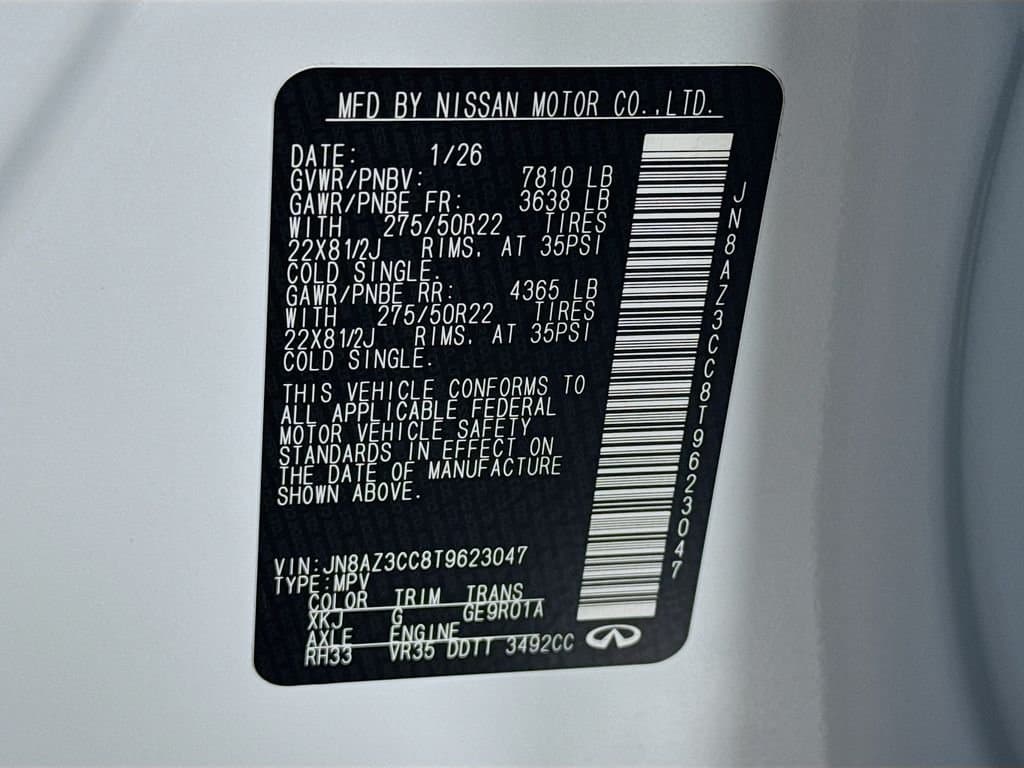 MFD BY NISSAN MOTOR CO.,LTD.
DATE: 1/26
GVWR/PNBV: 7810 LB
GAWR/PNBE FR: 3638 LB
WITH 275/50R22 TIRES
22X81/2J RIMS, AT 35PSI
COLD SINGLE.
GAWR/PNBE RR: 4365 LB
WITH 275/50R22 TIRES
22X81/2J RIMS, AT 35PSI
COLD SINGLE.
THIS VEHICLE CONFORMS TO
ALL APPLICABLE FEDERAL
MOTOR VEHICLE SAFETY
STANDARDS IN EFFECT ON
THE DATE OF MANUFACTURE
SHOWN ABOVE.
VIN:JN8AZ3CC8T9623047
TYPE:MPV
COLOR TRIM TRANS
XKJ G GE9R01A
AXLE ENGINE
RH33 VR35 DDTT 3492CC
JN8AZ3CC8T9623047